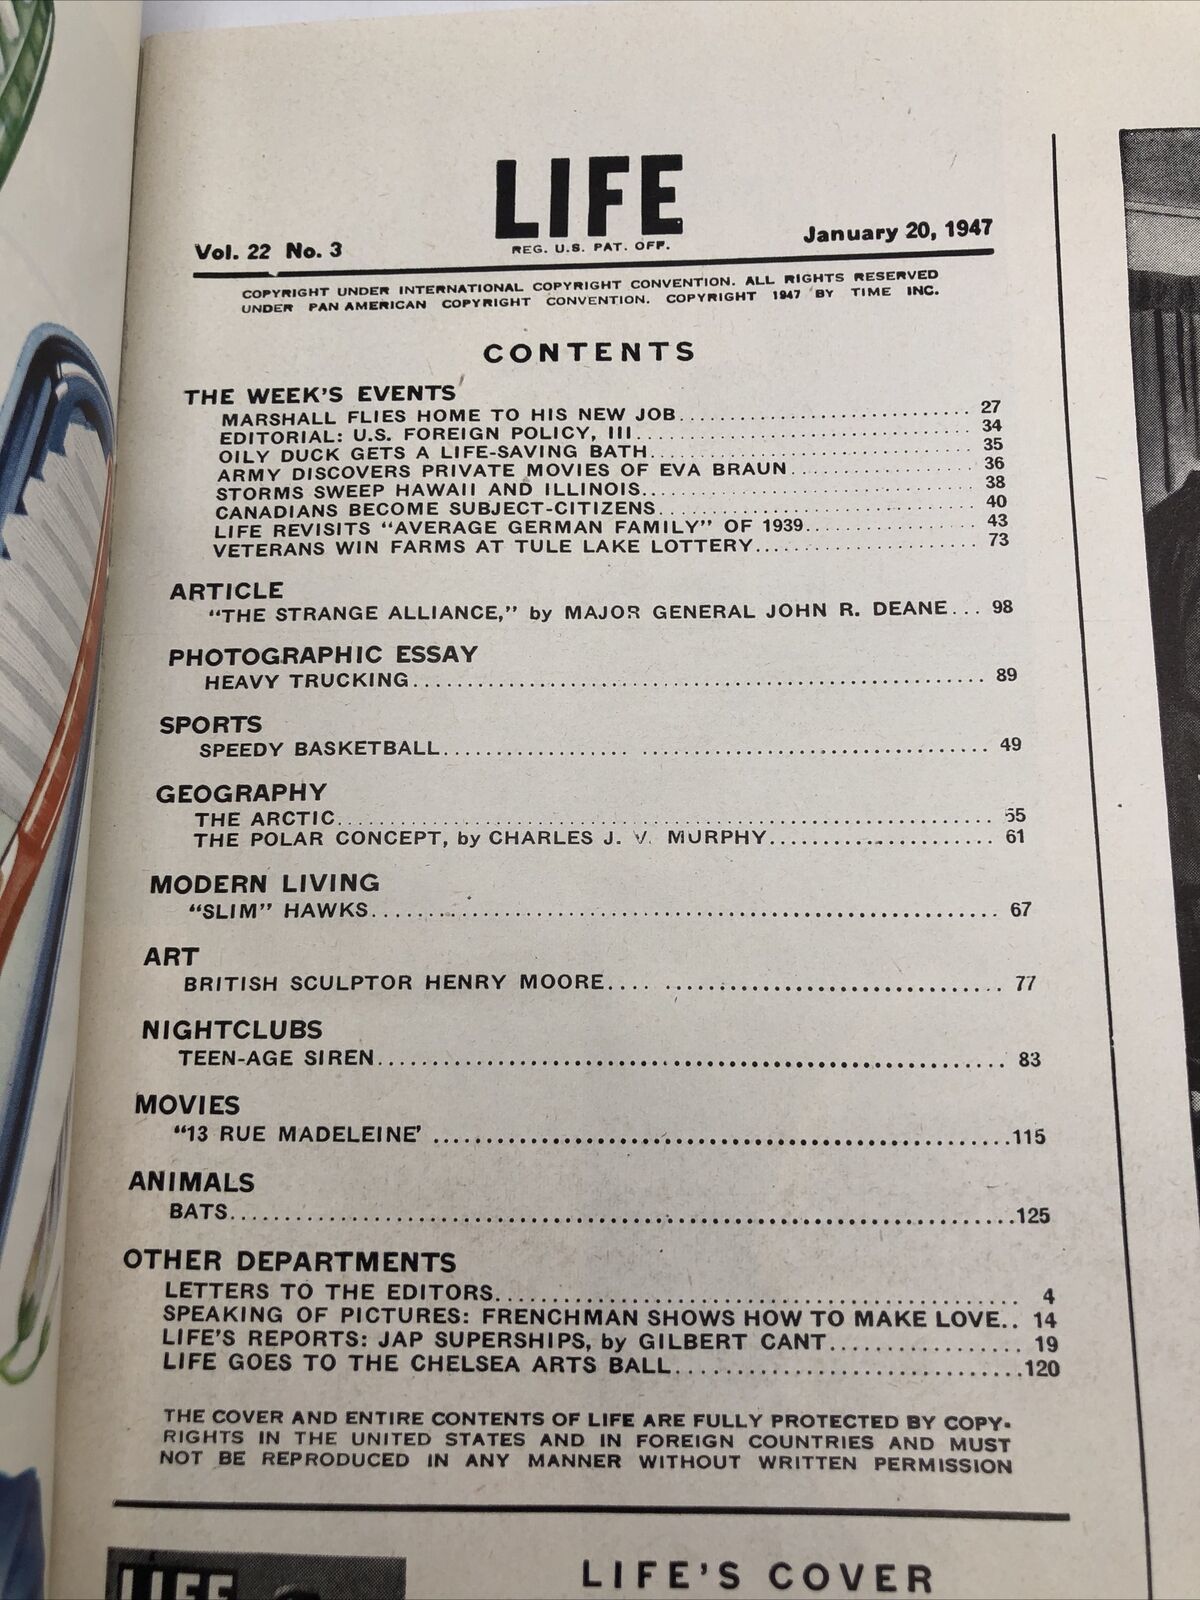 LIFE
REG. U.S. PAT. OFF.
Vol. 22 No. 3
January 20, 1947
COPYRIGHT UNDER INTERNATIONAL COPYRIGHT CONVENTION. ALL RIGHTS RESERVED
UNDER PAN AMERICAN COPYRIGHT CONVENTION. COPYRIGHT 1947 BY TIME INC.
CONTENTS
THE WEEK'S EVENTS
MARSHALL FLIES HOME TO HIS NEW JOB 27
EDITORIAL: U.S. FOREIGN POLICY, III 34
OILY DUCK GETS A LIFE-SAVING BATH 35
ARMY DISCOVERS PRIVATE MOVIES OF EVA BRAUN 36
STORMS SWEEP HAWAII AND ILLINOIS 38
CANADIANS BECOME SUBJECT-CITIZENS 40
LIFE REVISITS "AVERAGE GERMAN FAMILY" OF 1939 43
VETERANS WIN FARMS AT TULE LAKE LOTTERY 73
ARTICLE
"THE STRANGE ALLIANCE," by MAJOR GENERAL JOHN R. DEANE 98
PHOTOGRAPHIC ESSAY
HEAVY TRUCKING 89
SPORTS
SPEEDY BASKETBALL 49
GEOGRAPHY
THE ARCTIC 55
THE POLAR CONCEPT, by CHARLES J. V. MURPHY 61
MODERN LIVING
"SLIM" HAWKS 67
ART
BRITISH SCULPTOR HENRY MOORE 77
NIGHTCLUBS
TEEN-AGE SIREN 83
MOVIES
"13 RUE MADELEINE' 115
ANIMALS
BATS 125
OTHER DEPARTMENTS
LETTERS TO THE EDITORS 4
SPEAKING OF PICTURES: FRENCHMAN SHOWS HOW TO MAKE LOVE 14
LIFE'S REPORTS: JAP SUPERSHIPS, by GILBERT CANT 19
LIFE GOES TO THE CHELSEA ARTS BALL 120
THE COVER AND ENTIRE CONTENTS OF LIFE ARE FULLY PROTECTED BY COPY-
RIGHTS IN THE UNITED STATES AND IN FOREIGN COUNTRIES AND MUST
NOT BE REPRODUCED IN ANY MANNER WITHOUT WRITTEN PERMISSION
LIFE
LIFE'S COVER